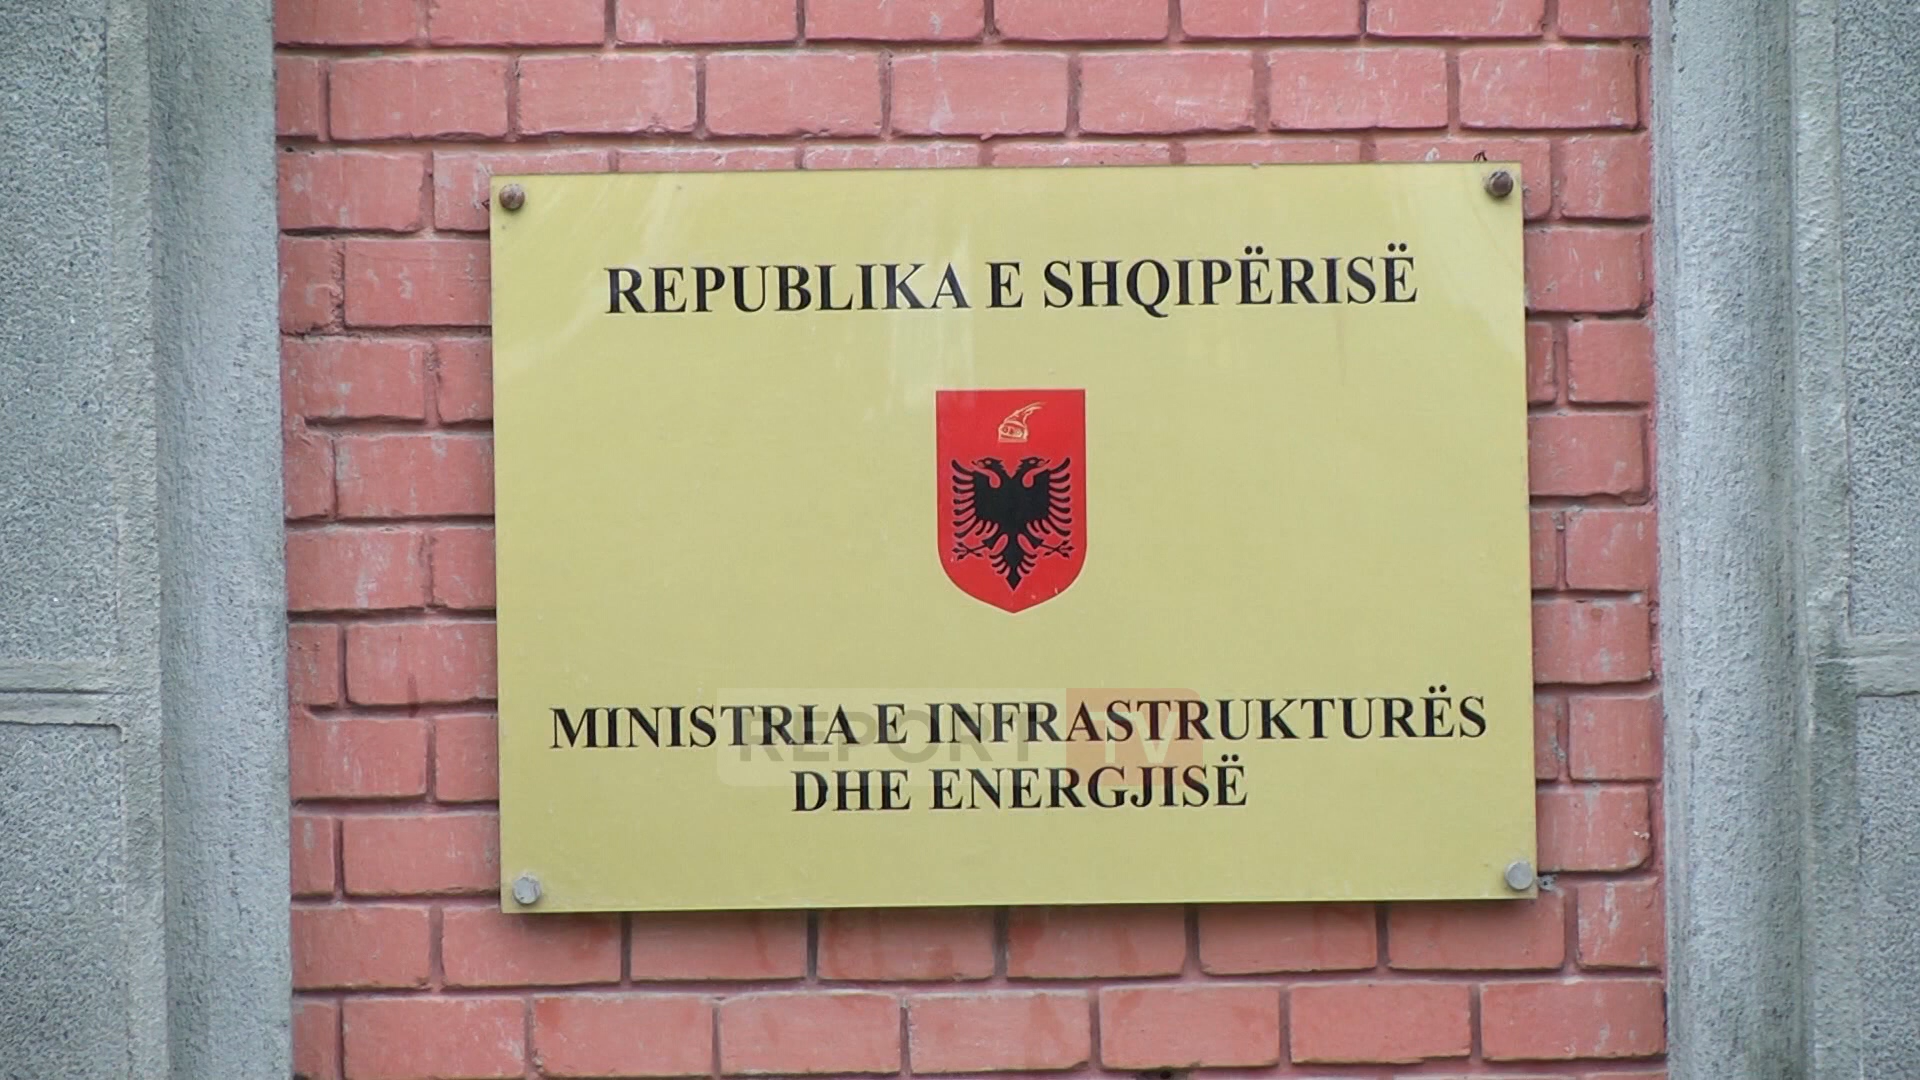 REPUBLIKA E SHQIPËRISË
MINISTRIA E INFRASTRUKTURËS
REPORT TV
DHE ENERGJISË